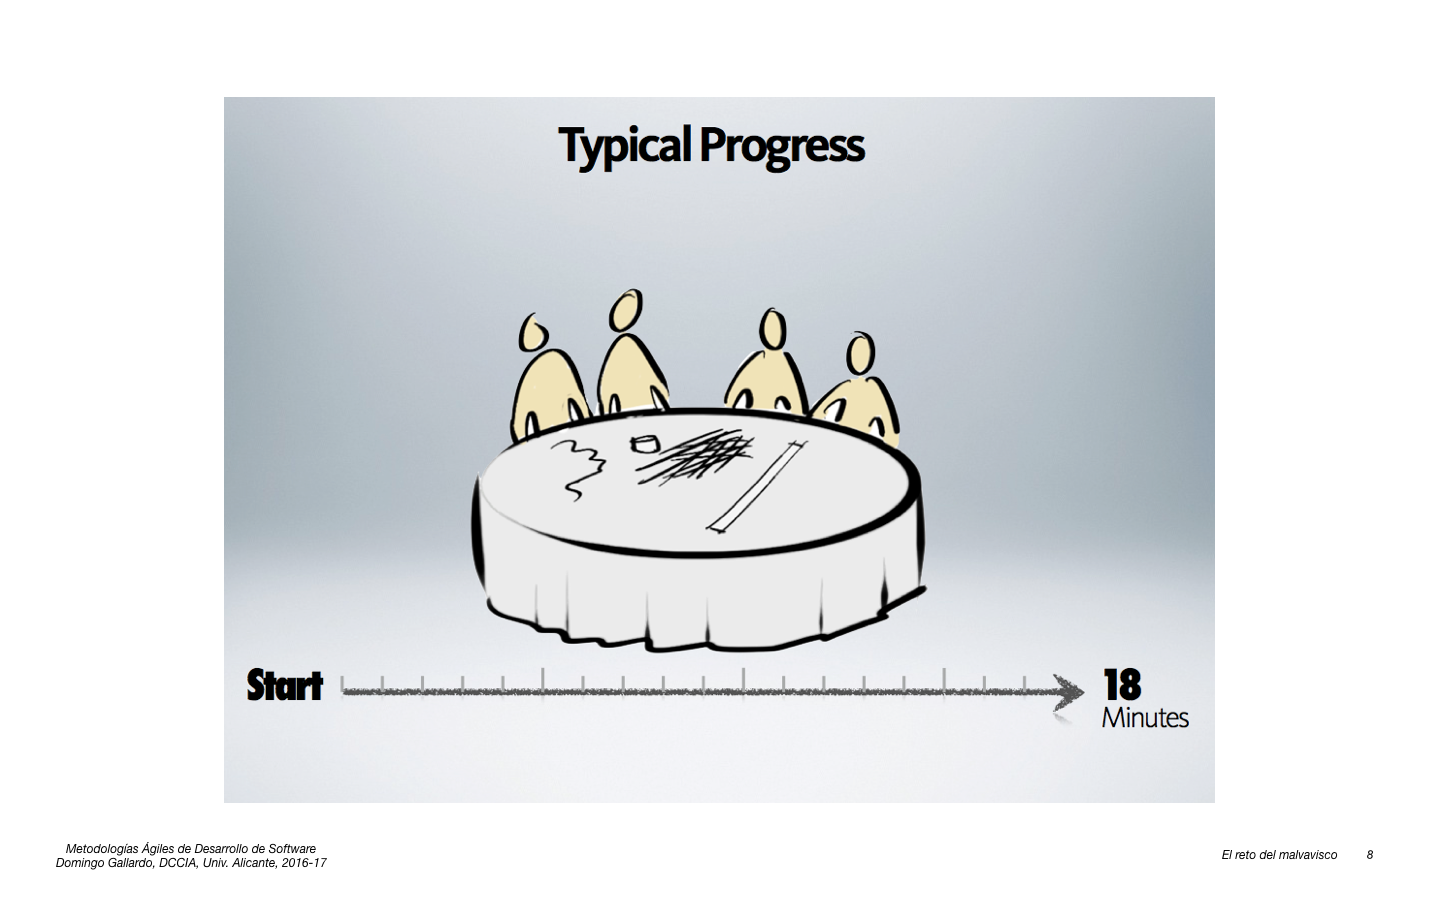 Typical Progress
Start
18
Minutes
Metodologías Ágiles de Desarrollo de Software
Domingo Gallardo, DCCIA, Univ. Alicante, 2016-17
El reto del malvavisco 8